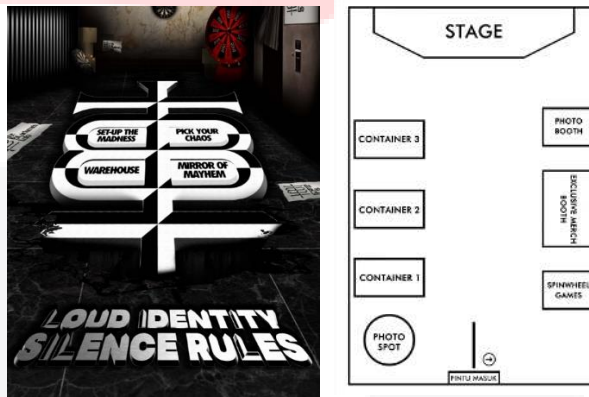 SET-UP THE
MADNESS
PICK YOUR
CHAOS
WAREHOUSE
MIRROR OF
MAYHEM
LOUD IDENTITY
SILENCE RULES
STAGE
CONTAINER 3
PHOTO
BOOTH
CONTAINER 2
EXCLUSIVE MERCH
BOOTH
CONTAINER 1
SPINWHEEL
GAMES
PHOTO
SPOT
PINTU MASUK